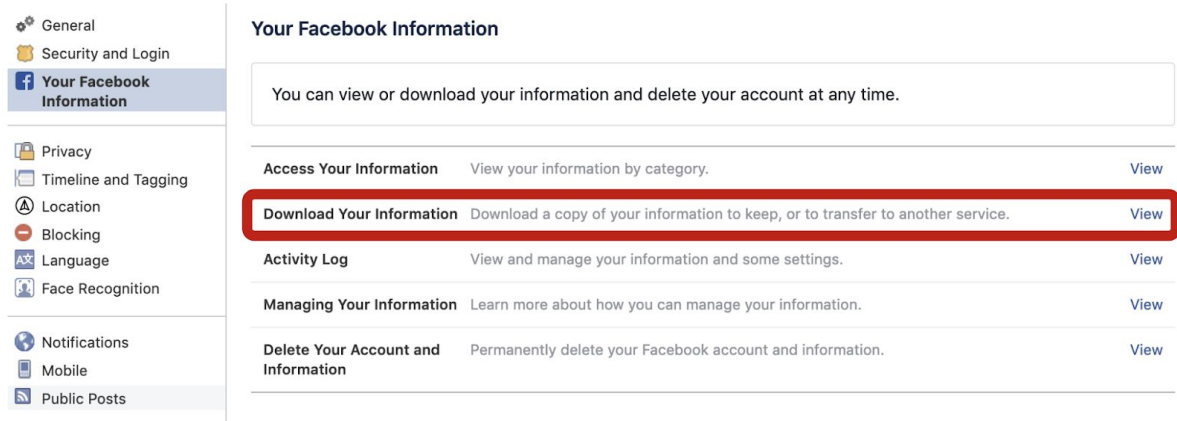 General
Security and Login
Your Facebook
Information
Privacy
Timeline and Tagging
Location
Blocking
Language
Face Recognition
Notifications
Mobile
Public Posts
Your Facebook Information
You can view or download your information and delete your account at any time.
Access Your Information View your information by category. View
Download Your Information Download a copy of your information to keep, or to transfer to another service. View
Activity Log View and manage your information and some settings. View
Managing Your Information Learn more about how you can manage your information. View
Delete Your Account and Permanently delete your Facebook account and information. View
Information